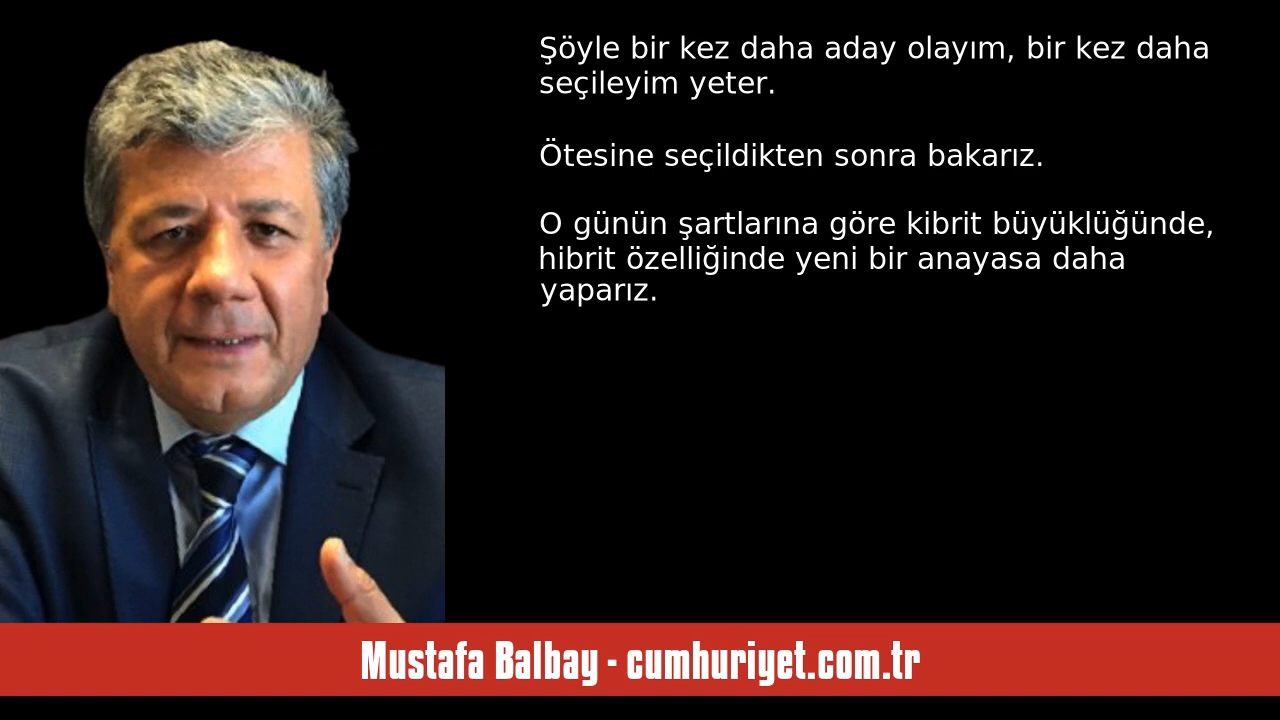 Şöyle bir kez daha aday olayım, bir kez daha
seçileyim yeter.
Ötesine seçildikten sonra bakarız.
O günün şartlarına göre kibrit büyüklüğünde,
hibrit özelliğinde yeni bir anayasa daha
yaparız.
Mustafa Balbay - cumhuriyet.com.tr